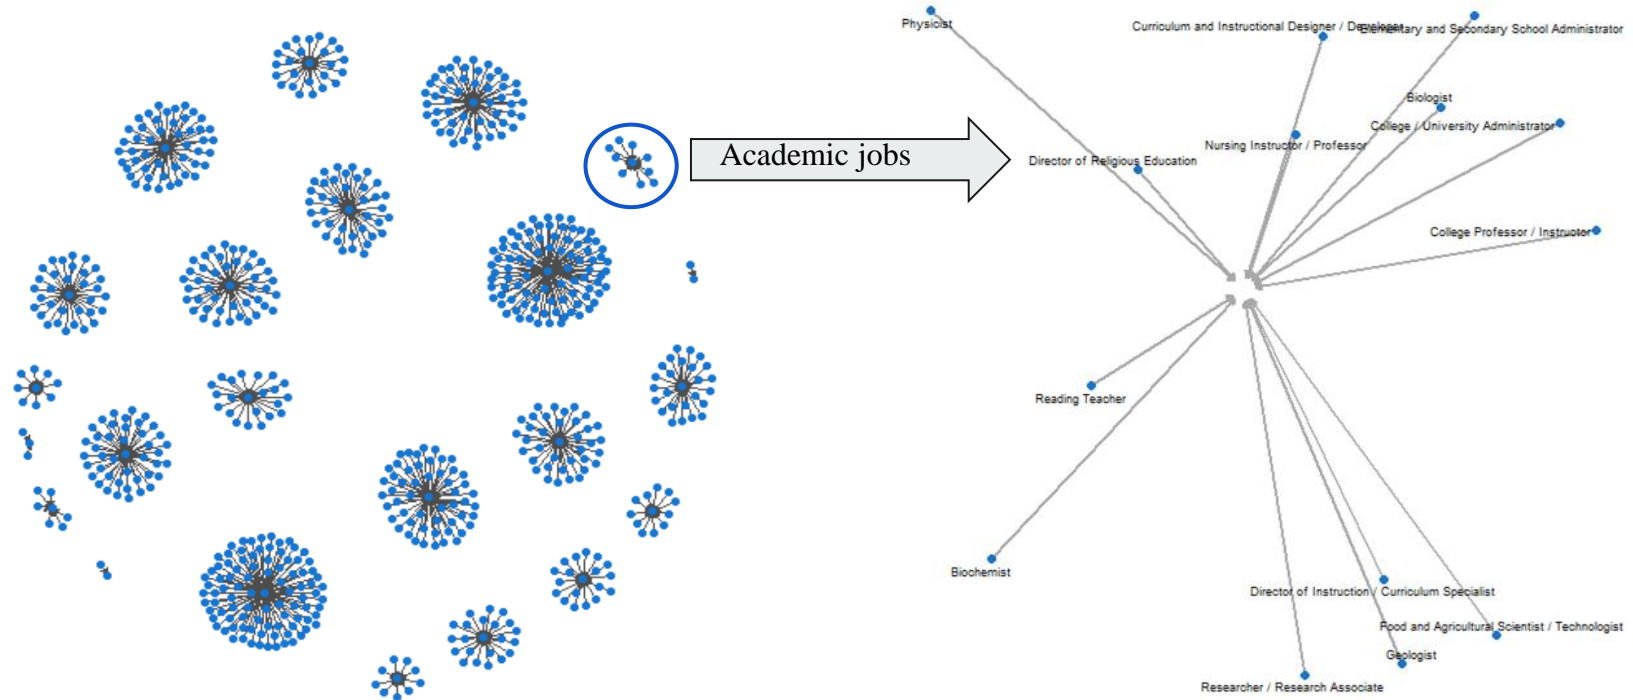 Physicist
Curriculum and Instructional Designer / Developer
Elementary and Secondary School Administrator
Biologist
College / University Administrator
Nursing Instructor / Professor
Academic jobs
Director of Religious Education
College Professor / Instructor
Reading Teacher
Biochemist
Director of Instruction / Curriculum Specialist
Food and Agricultural Scientist / Technologist
Geologist
Researcher / Research Associate